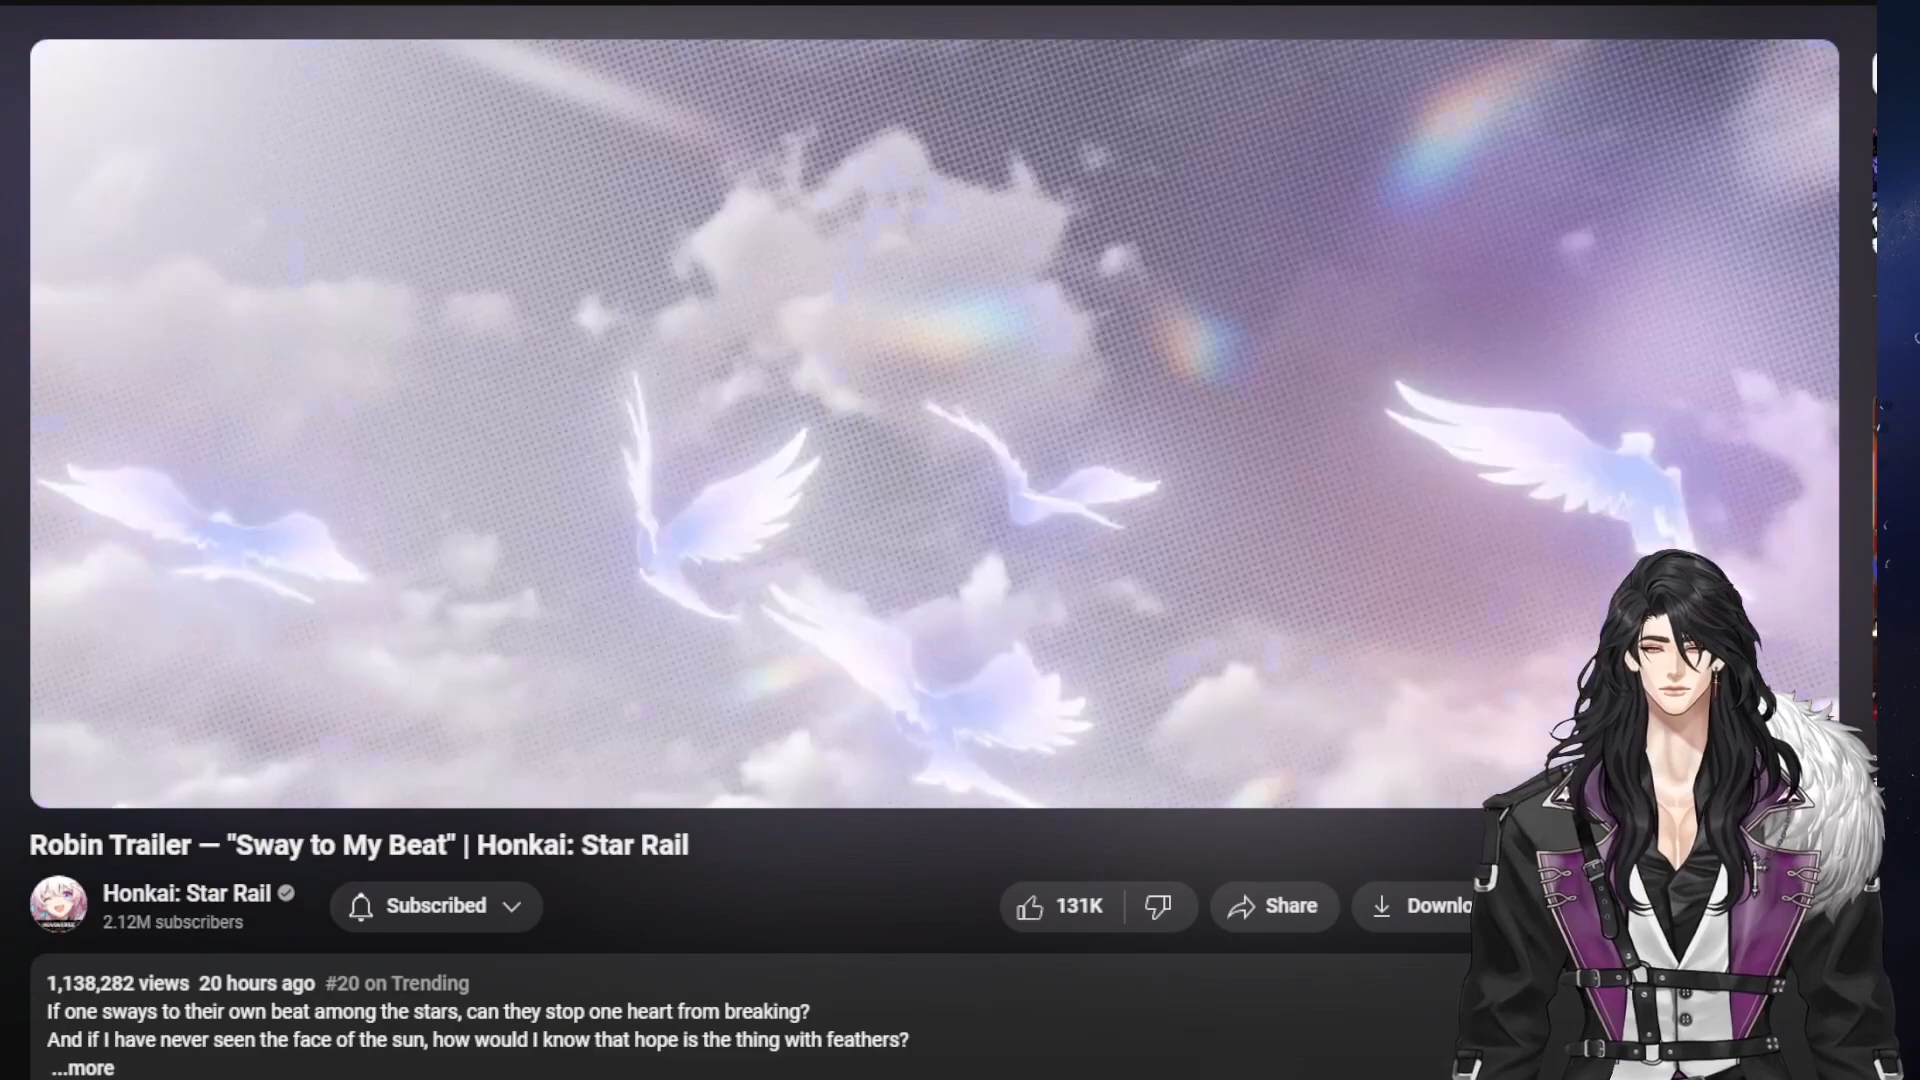 Robin Trailer — "Sway to My Beat" | Honkai: Star Rail
Honkai: Star Rail
2.12M subscribers
Subscribed
131K
Share
Downlo
1,138,282 views 20 hours ago #20 on Trending
If one sways to their own beat among the stars, can they stop one heart from breaking?
And if I have never seen the face of the sun, how would I know that hope is the thing with feathers?
...more